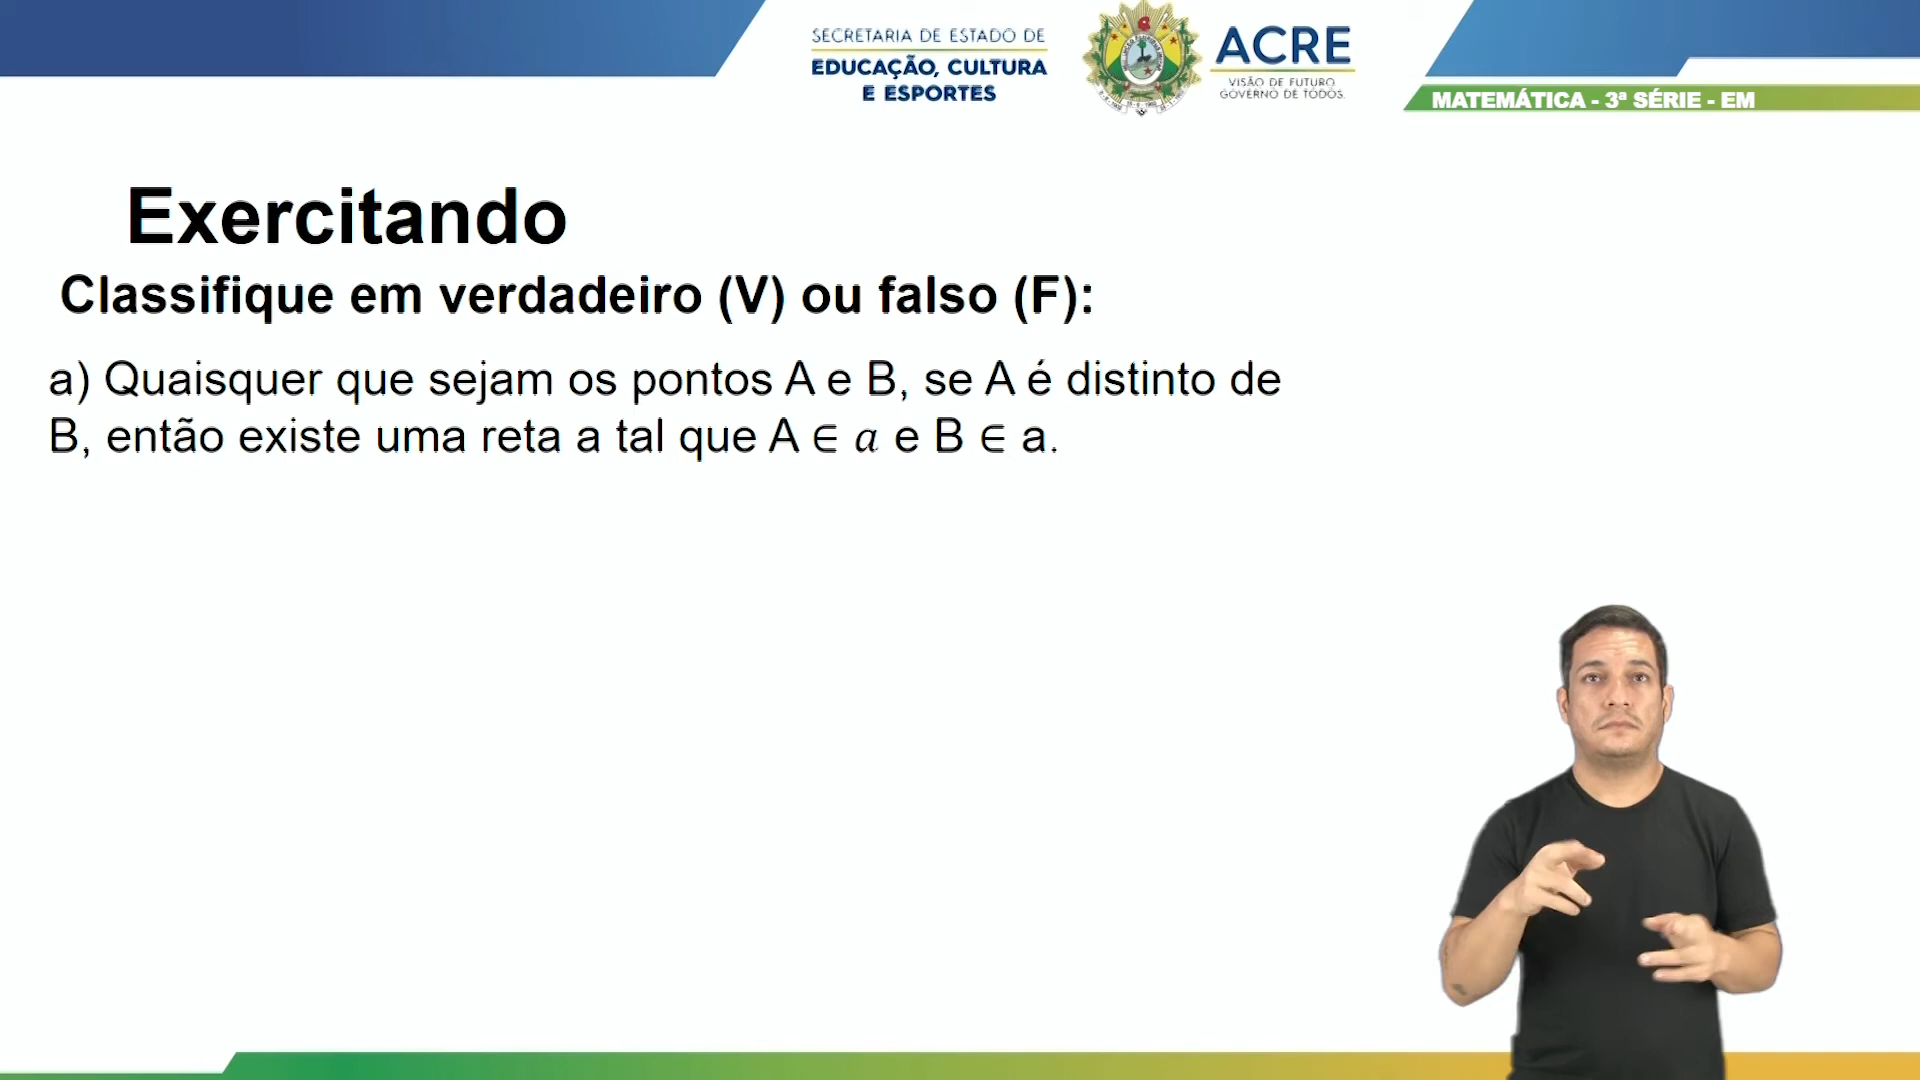 SECRETARIA DE ESTADO DE
EDUCAÇÃO, CULTURA
E ESPORTES
ACRE
VISÃO DE FUTURO
GOVERNO DE TODOS.
MATEMÁTICA - 3ª SÉRIE - EM
Exercitando
Classifique em verdadeiro (V) ou falso (F):
a) Quaisquer que sejam os pontos A e B, se A é distinto de
B, então existe uma reta a tal que A ∈ 𝑎 e B ∈ a.